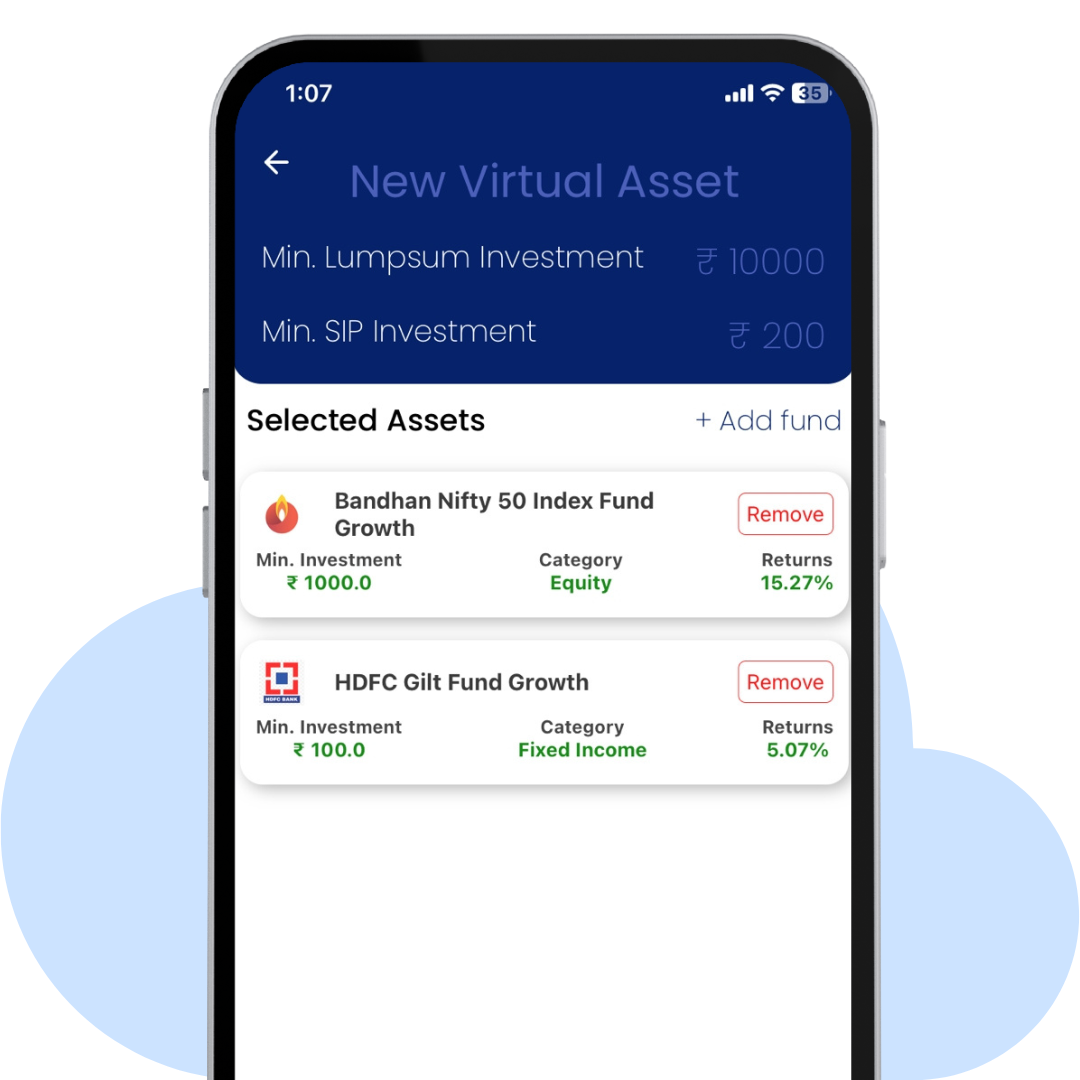 1:07
35
New Virtual Asset
Min. Lumpsum Investment ₹ 10000
Min. SIP Investment ₹ 200
Selected Assets + Add fund
Bandhan Nifty 50 Index Fund
Growth
Remove
Min. Investment Category Returns
₹ 1000.0 Equity 15.27%
HDFC BANK
HDFC Gilt Fund Growth Remove
Min. Investment Category Returns
₹ 100.0 Fixed Income 5.07%